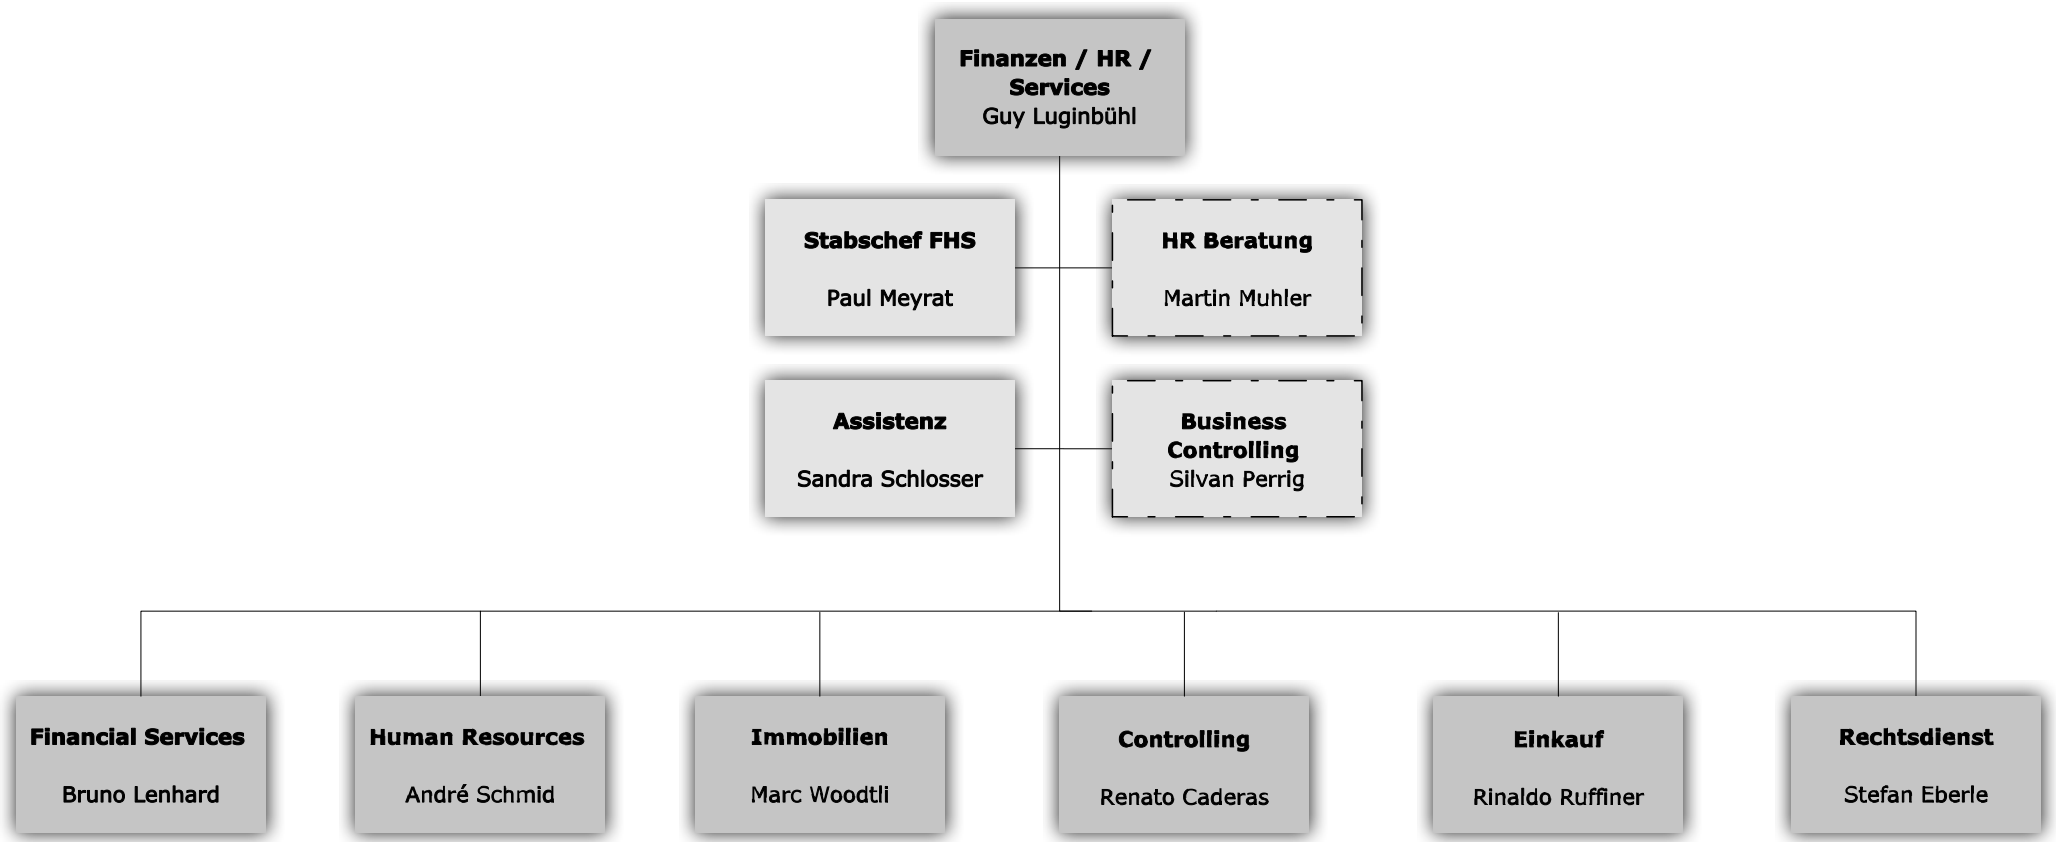 Finanzen / HR /
Services
Guy Luginbühl
Stabschef FHS
Paul Meyrat
HR Beratung
Martin Muhler
Assistenz
Sandra Schlosser
Business
Controlling
Silvan Perrig
Financial Services
Bruno Lenhard
Human Resources
André Schmid
Immobilien
Marc Woodtli
Controlling
Renato Caderas
Einkauf
Rinaldo Ruffiner
Rechtsdienst
Stefan Eberle